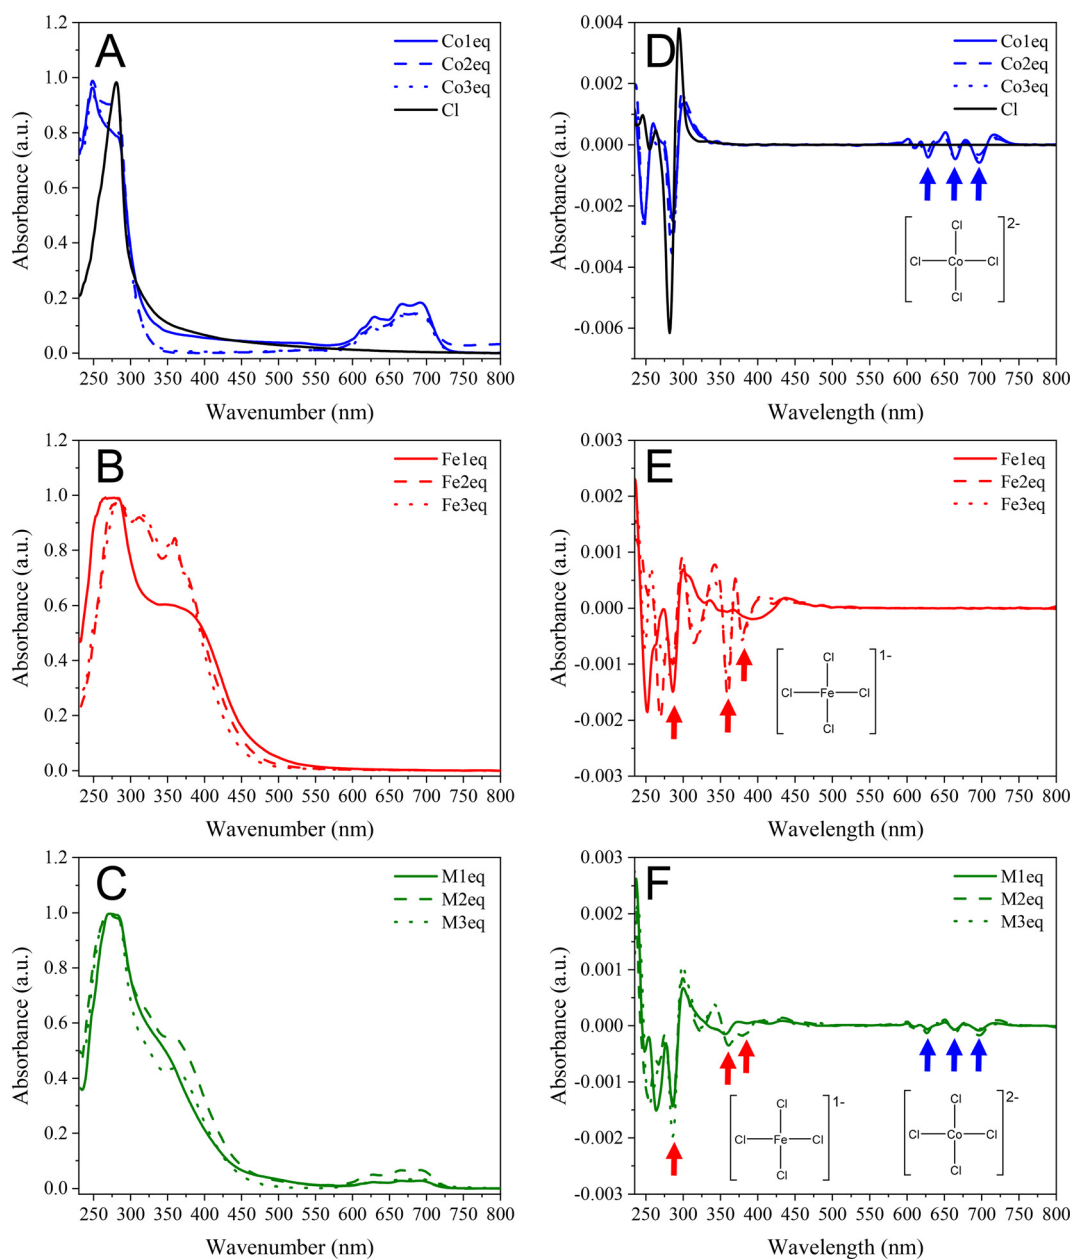 A
Absorbance (a.u.)
1.2
1.0
0.8
0.6
0.4
0.2
0.0
Co1eq
Co2eq
Co3eq
Cl
250 300 350 400 450 500 550 600 650 700 750 800
Wavenumber (nm)
D
Absorbance (a.u.)
0.004
0.002
0.000
-0.002
-0.004
-0.006
Co1eq
Co2eq
Co3eq
Cl
Cl
Cl Co Cl
Cl
2-
250 300 350 400 450 500 550 600 650 700 750 800
Wavelength (nm)
B
Absorbance (a.u.)
1.2
1.0
0.8
0.6
0.4
0.2
0.0
Fe1eq
Fe2eq
Fe3eq
250 300 350 400 450 500 550 600 650 700 750 800
Wavenumber (nm)
E
Absorbance (a.u.)
0.003
0.002
0.001
0.000
-0.001
-0.002
-0.003
Fe1eq
Fe2eq
Fe3eq
Cl
Cl Fe Cl
Cl
1-
250 300 350 400 450 500 550 600 650 700 750 800
Wavelength (nm)
C
Absorbance (a.u.)
1.2
1.0
0.8
0.6
0.4
0.2
0.0
M1eq
M2eq
M3eq
250 300 350 400 450 500 550 600 650 700 750 800
Wavenumber (nm)
F
Absorbance (a.u.)
0.003
0.002
0.001
0.000
-0.001
-0.002
-0.003
M1eq
M2eq
M3eq
Cl
Cl Fe Cl
Cl
1-
Cl
Cl Co Cl
Cl
2-
250 300 350 400 450 500 550 600 650 700 750 800
Wavelength (nm)